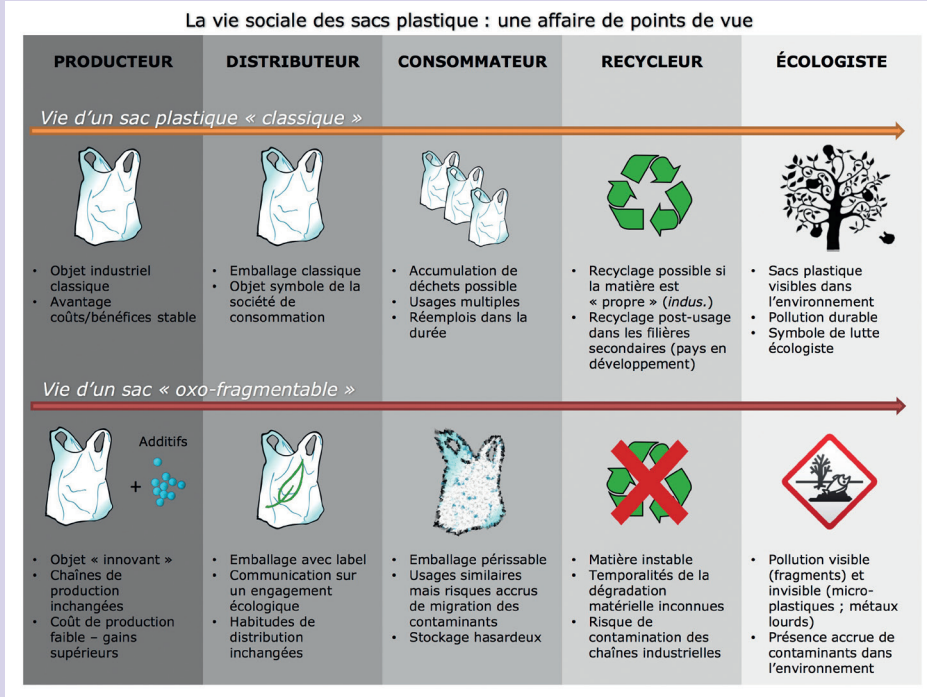 La vie sociale des sacs plastique : une affaire de points de vue
PRODUCTEUR
DISTRIBUTEUR
CONSOMMATEUR
RECYCLEUR
ÉCOLOGISTE
Vie d'un sac plastique « classique »
• Objet industriel
classique
• Avantage
coûts/bénéfices stable
• Emballage classique
• Objet symbole de la
société de
consommation
• Accumulation de
déchets possible
• Usages multiples
• Réemplois dans la
durée
• Recyclage possible si
la matière est
« propre » (indus.)
• Recyclage post-usage
dans les filières
secondaires (pays en
développement)
• Sacs plastique
visibles dans
l'environnement
• Pollution durable
• Symbole de lutte
écologiste
Vie d'un sac « oxo-fragmentable »
Additifs
+
• Objet « innovant »
• Chaînes de
production
inchangées
• Coût de production
faible – gains
supérieurs
• Emballage avec label
• Communication sur
un engagement
écologique
• Habitudes de
distribution
inchangées
• Emballage périssable
• Usages similaires
mais risques accrus
de migration des
contaminants
• Stockage hasardeux
• Matière instable
• Temporalités de la
dégradation
matérielle inconnues
• Risque de
contamination des
chaînes industrielles
• Pollution visible
(fragments) et
invisible (micro-
plastiques ; métaux
lourds)
• Présence accrue de
contaminants dans
l'environnement